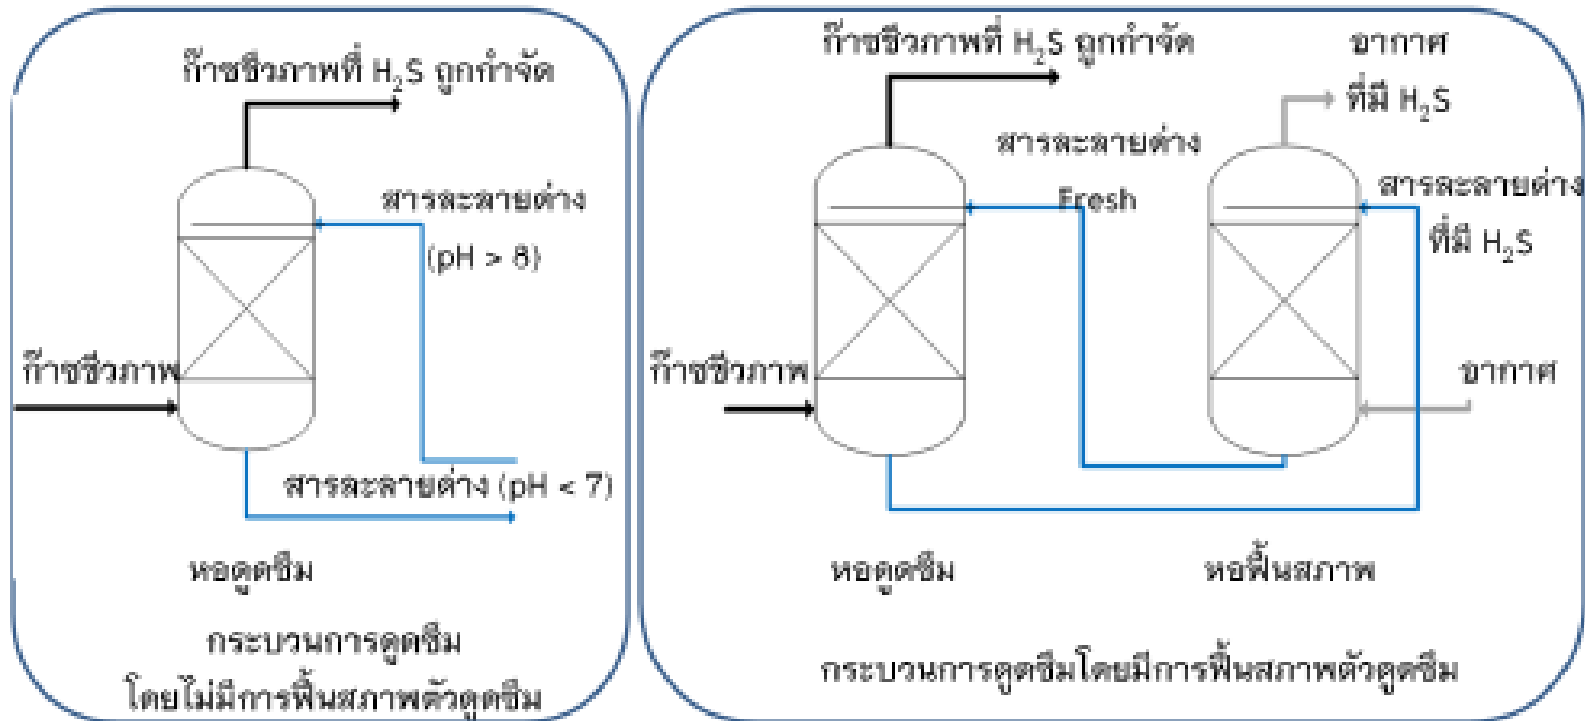 ก๊าซชีวภาพที่ H₂S ถูกกำจัด
สารละลายด่าง
(pH > 8)
ก๊าซชีวภาพ
สารละลายด่าง (pH < 7)
หอดูดซึม
กระบวนการดูดซึม
โดยไม่มีการฟื้นสภาพตัวดูดซึม
ก๊าซชีวภาพที่ H₂S ถูกกำจัด
อากาศ
ที่มี H₂S
สารละลายด่าง
Fresh
สารละลายด่าง
ที่มี H₂S
ก๊าซชีวภาพ
อากาศ
หอดูดซึม
หอฟื้นสภาพ
กระบวนการดูดซึมโดยมีการฟื้นสภาพตัวดูดซึม